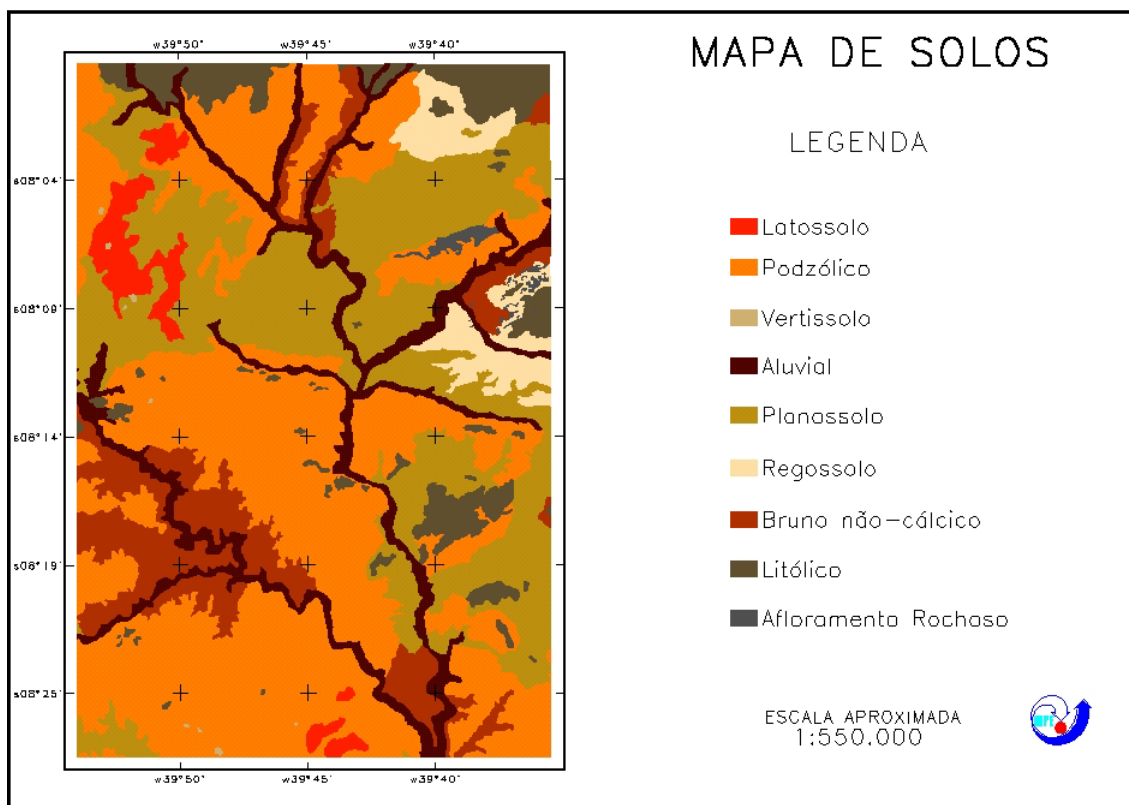 MAPA DE SOLOS
w39°50' w39°45' w39°40'
s08°04'
s08°09'
s08°14'
s08°19'
s08°25'
w39°50' w39°45' w39°40'
LEGENDA
Latossolo
Podzólico
Vertissolo
Aluvial
Planassolo
Regossolo
Bruno não-cálcico
Litólico
Afloramento Rochoso
ESCALA APROXIMADA
1:550.000